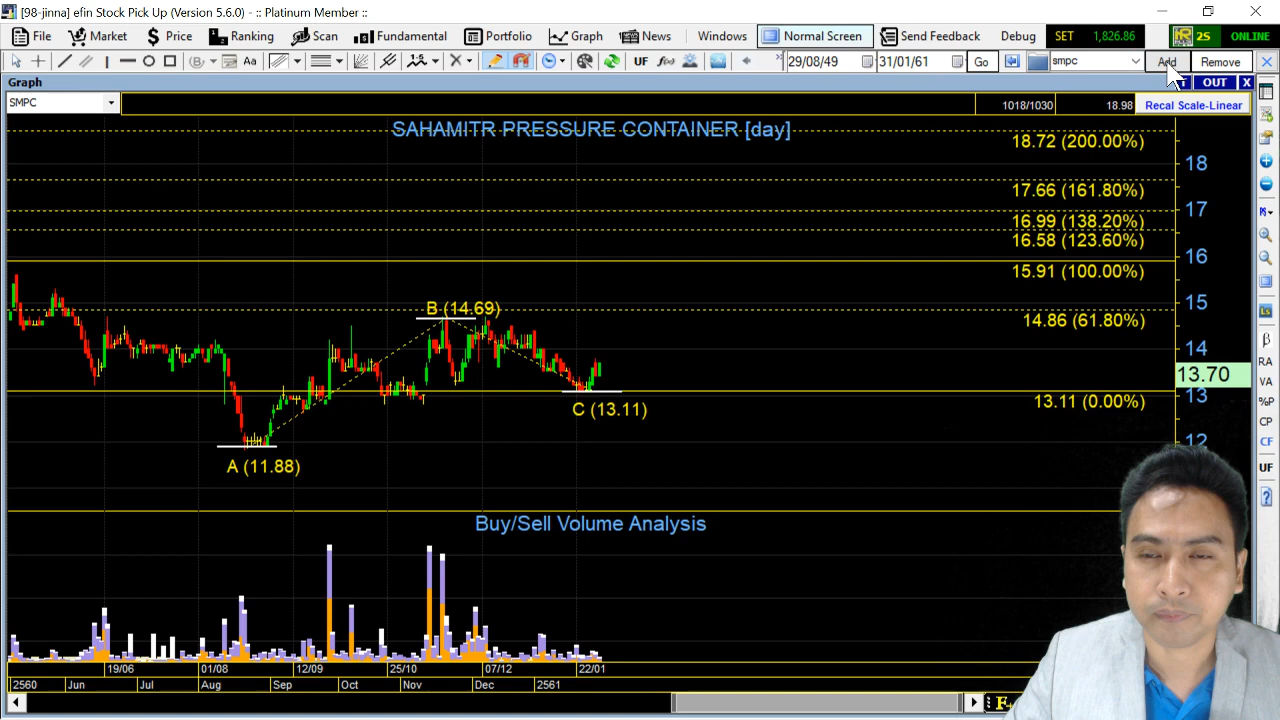 [98-jinna] efin Stock Pick Up (Version 5.6.0) - :: Platinum Member ::
File Market $ Price Ranking Scan Fundamental Portfolio Graph News Windows Normal Screen Send Feedback Debug SET 1,826.86 2S ONLINE
Aa UF f(x) 29/08/49 31/01/61 Go smpc Add Remove
Graph OUT X
SMPC 1018/1030 18.98 Recal Scale-Linear
SAHAMITR PRESSURE CONTAINER [day]
18.72 (200.00%)
18
17.66 (161.80%)
17
16.99 (138.20%)
16.58 (123.60%)
16
15.91 (100.00%)
15
B (14.69)
14.86 (61.80%)
14
13.70
13
13.11 (0.00%)
C (13.11)
12
A (11.88)
Ls
β
RA
VA
%P
CP
CF
UF
?
Buy/Sell Volume Analysis
19/06 01/08 12/09 25/10 07/12 22/01
2560 Jun Jul Aug Sep Oct Nov Dec 2561